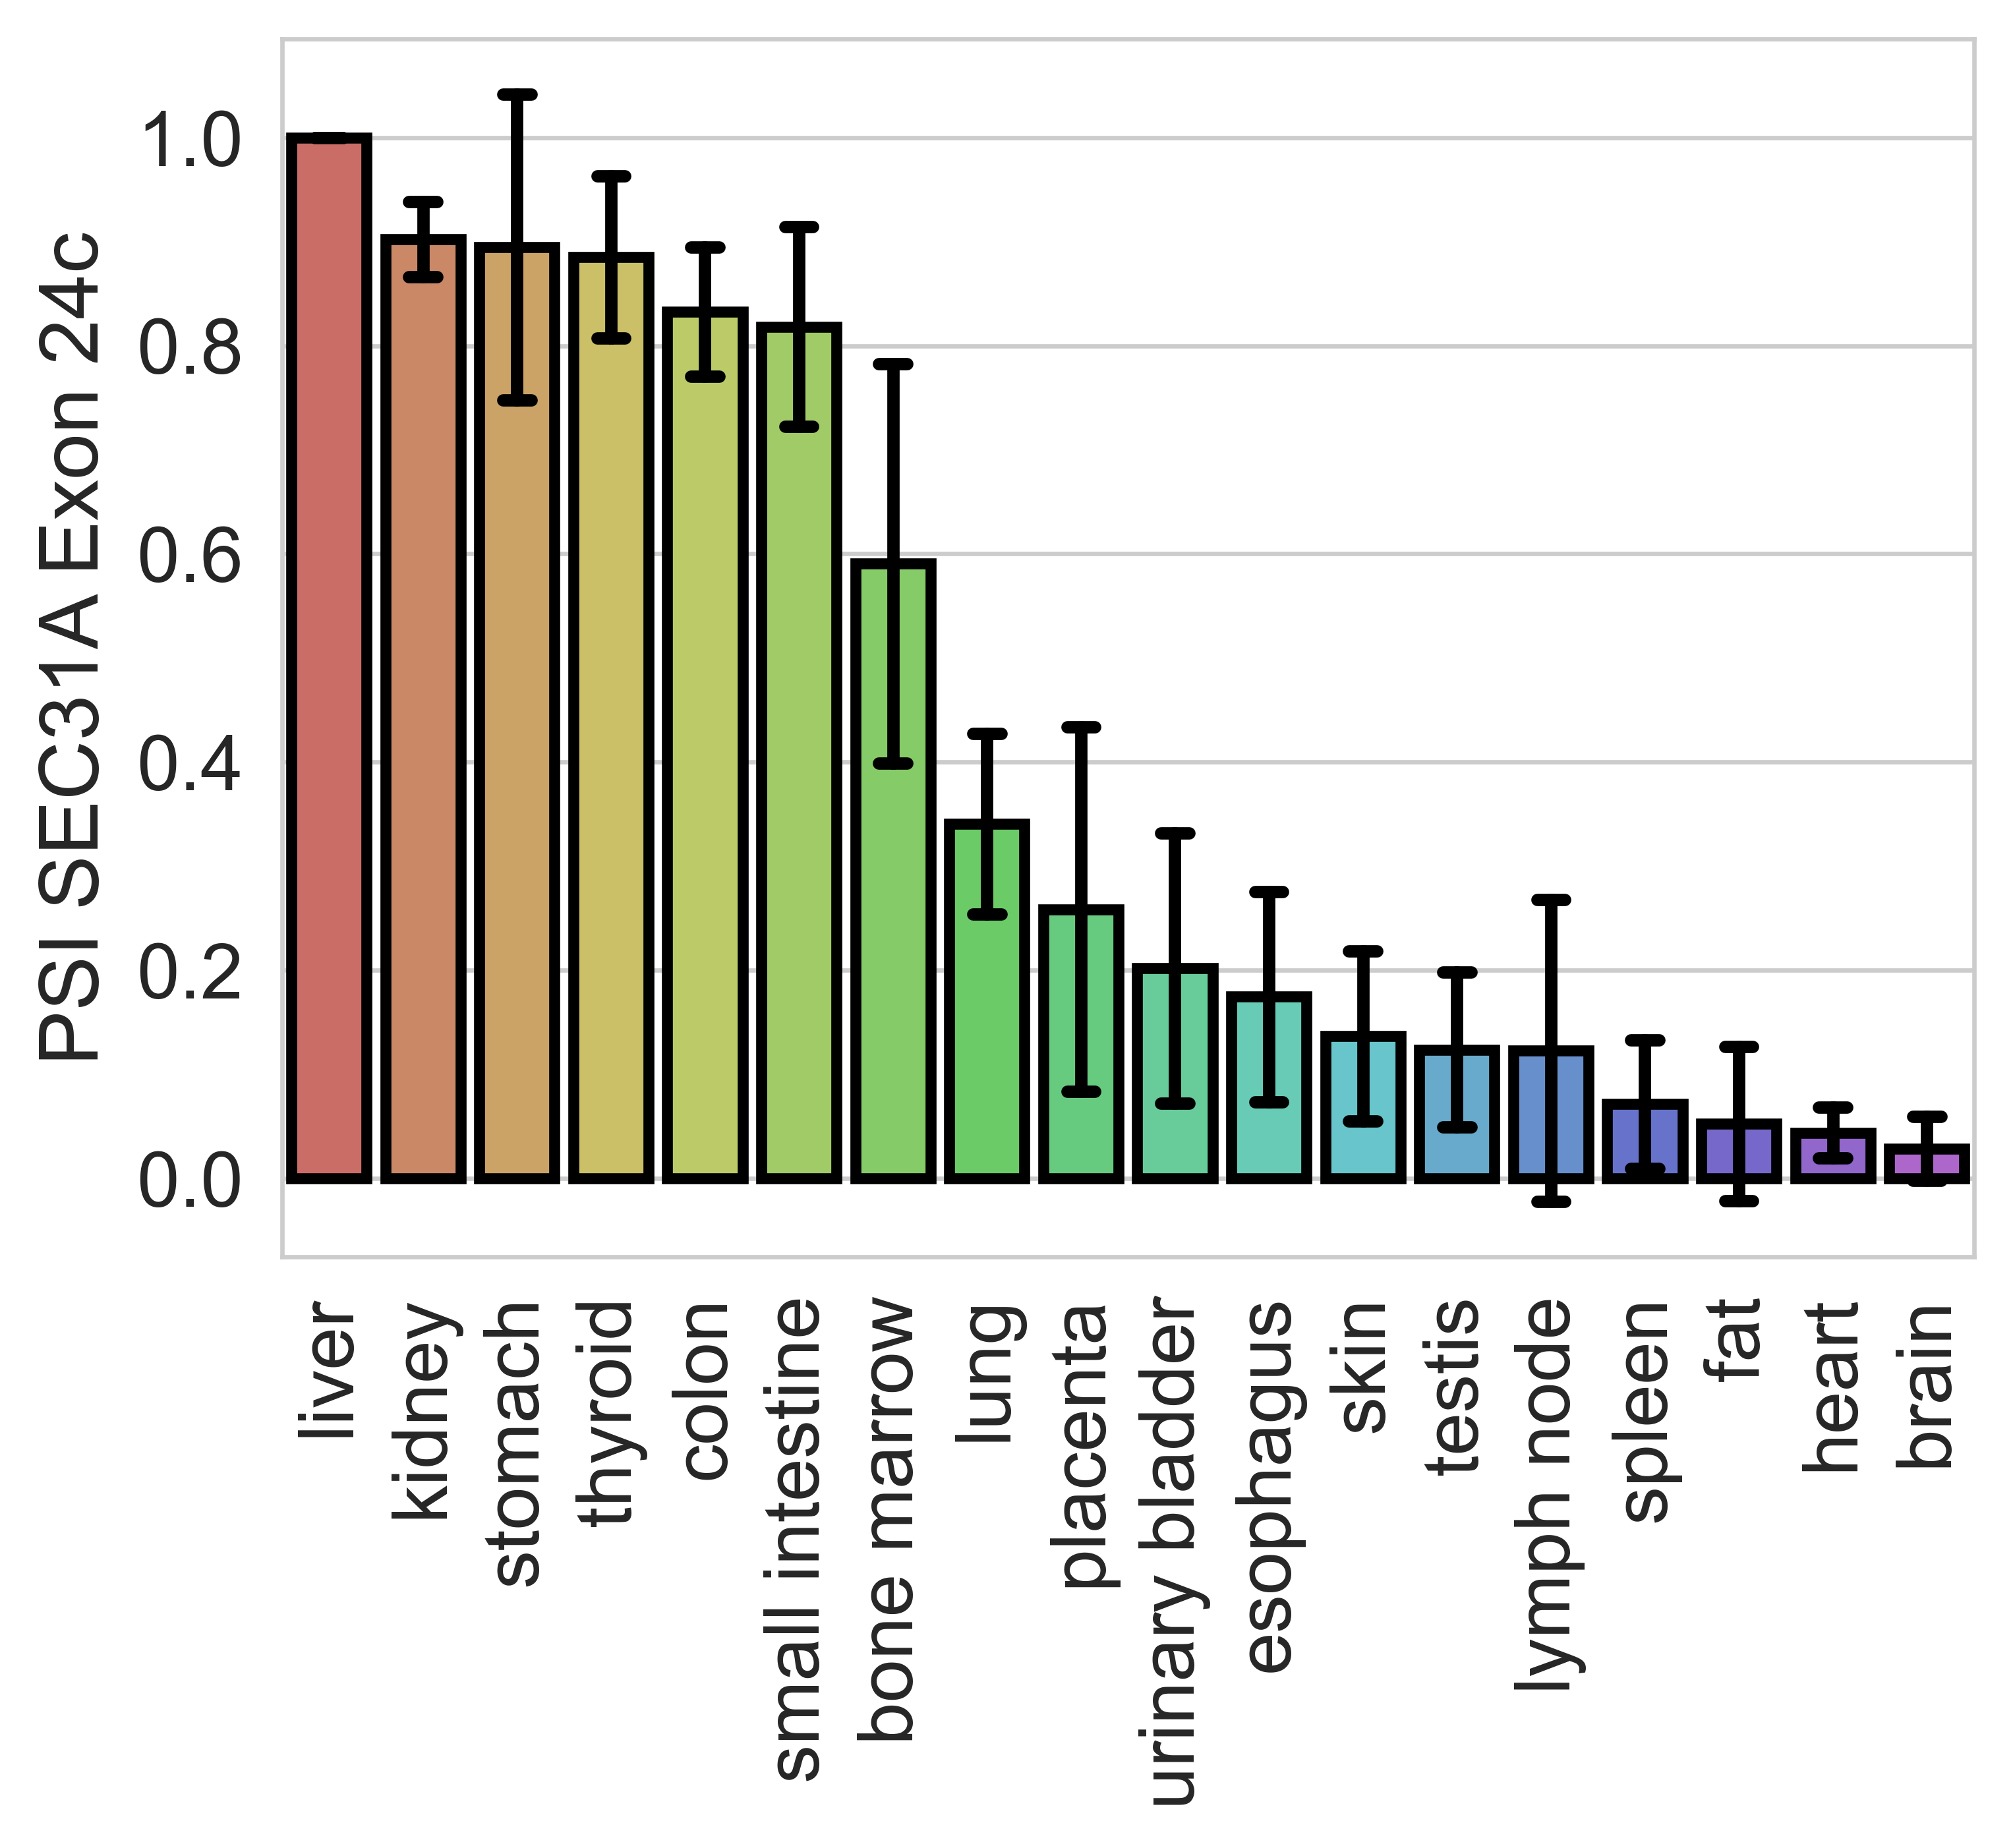 PSI SEC31A Exon 24c
1.0
0.8
0.6
0.4
0.2
0.0
liver
kidney
stomach
thyroid
colon
small intestine
bone marrow
lung
placenta
urinary bladder
esophagus
skin
testis
lymph node
spleen
fat
heart
brain